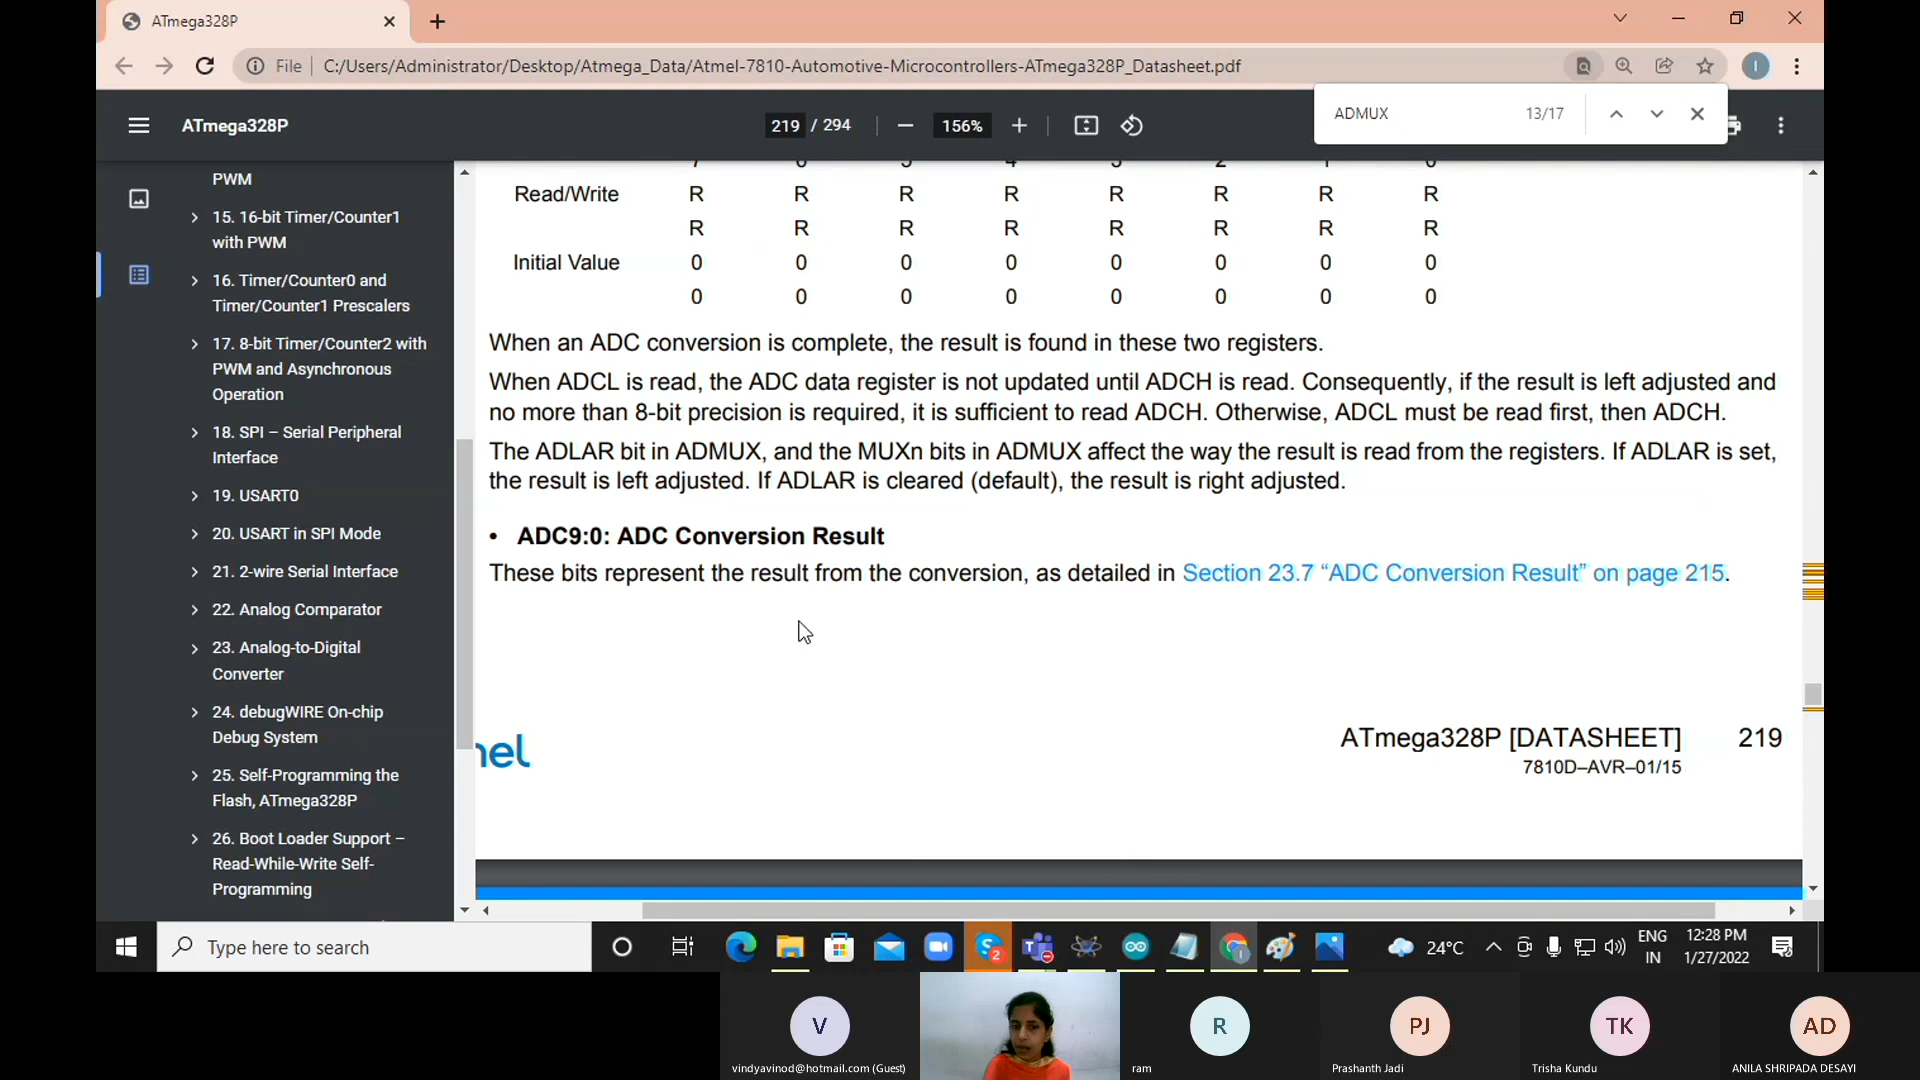 ATmega328P
File
C:/Users/Administrator/Desktop/Atmega_Data/Atmel-7810-Automotive-Microcontrollers-ATmega328P_Datasheet.pdf
I
ATmega328P
219 / 294
156%
ADMUX
13/17
PWM
15. 16-bit Timer/Counter1
with PWM
16. Timer/Counter0 and
Timer/Counter1 Prescalers
17. 8-bit Timer/Counter2 with
PWM and Asynchronous
Operation
18. SPI – Serial Peripheral
Interface
19. USART0
20. USART in SPI Mode
21. 2-wire Serial Interface
22. Analog Comparator
23. Analog-to-Digital
Converter
24. debugWIRE On-chip
Debug System
25. Self-Programming the
Flash, ATmega328P
26. Boot Loader Support –
Read-While-Write Self-
Programming
7 6 5 4 3 2 1 0
Read/Write R R R R R R R R
R R R R R R R R
Initial Value 0 0 0 0 0 0 0 0
0 0 0 0 0 0 0 0
When an ADC conversion is complete, the result is found in these two registers.
When ADCL is read, the ADC data register is not updated until ADCH is read. Consequently, if the result is left adjusted and
no more than 8-bit precision is required, it is sufficient to read ADCH. Otherwise, ADCL must be read first, then ADCH.
The ADLAR bit in ADMUX, and the MUXn bits in ADMUX affect the way the result is read from the registers. If ADLAR is set,
the result is left adjusted. If ADLAR is cleared (default), the result is right adjusted.
• ADC9:0: ADC Conversion Result
These bits represent the result from the conversion, as detailed in Section 23.7 “ADC Conversion Result” on page 215.
nel
ATmega328P [DATASHEET] 219
7810D–AVR–01/15
Type here to search
2
24°C
ENG
IN
12:28 PM
1/27/2022
V
R
PJ
TK
AD
vindyavinod@hotmail.com (Guest)
ram
Prashanth Jadi
Trisha Kundu
ANILA SHRIPADA DESAYI